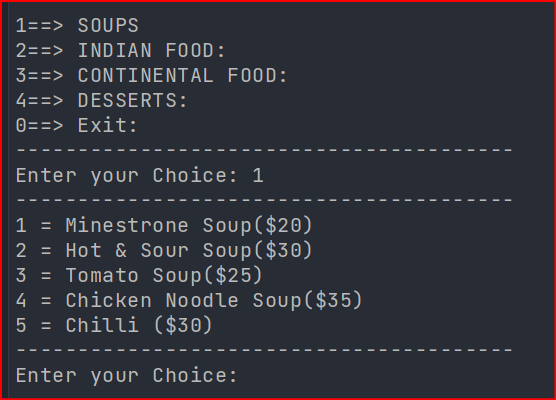 1==> SOUPS
2==> INDIAN FOOD:
3==> CONTINENTAL FOOD:
4==> DESSERTS:
0==> Exit:
----------------------------------------
Enter your Choice: 1
----------------------------------------
1 = Minestrone Soup($20)
2 = Hot & Sour Soup($30)
3 = Tomato Soup($25)
4 = Chicken Noodle Soup($35)
5 = Chilli ($30)
----------------------------------------
Enter your Choice: